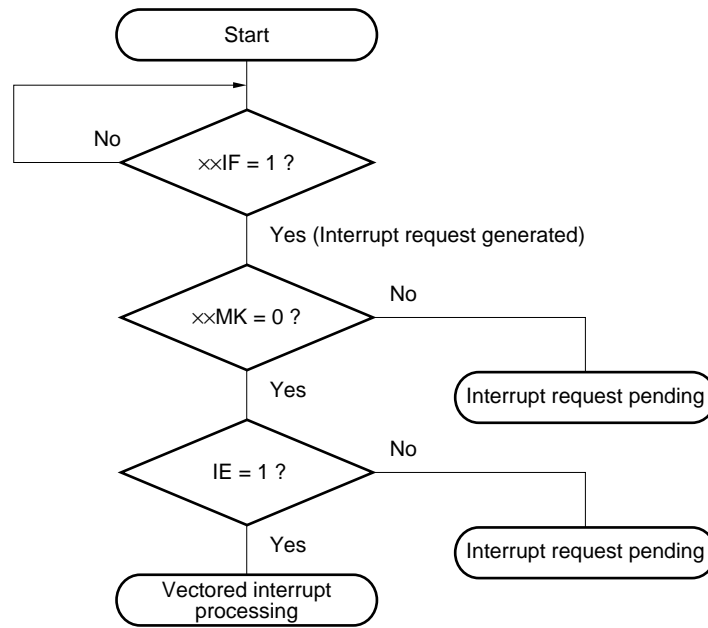 Start
No
××IF = 1 ?
Yes (Interrupt request generated)
××MK = 0 ?
No
Interrupt request pending
Yes
IE = 1 ?
No
Interrupt request pending
Yes
Vectored interrupt
processing